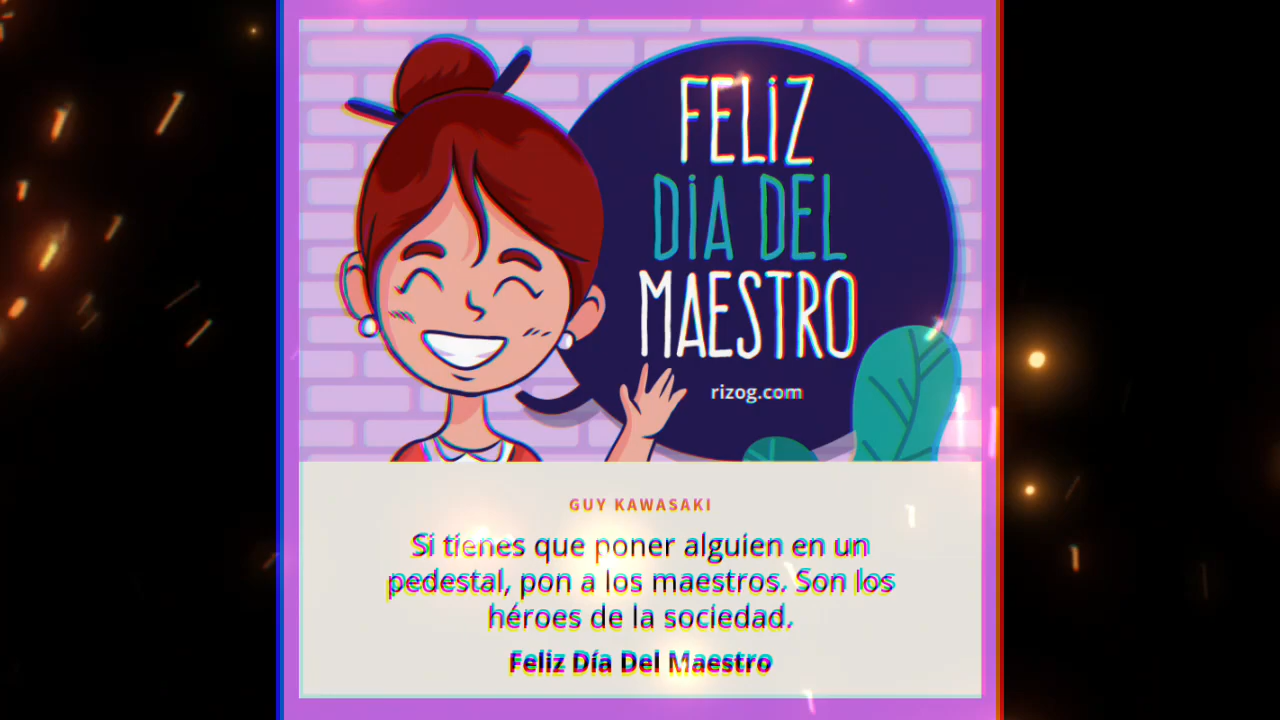 FELIZ
DÍA DEL
MAESTRO
rizog.com
GUY KAWASAKI
Si tienes que poner alguien en un
pedestal, pon a los maestros. Son los
héroes de la sociedad.
Feliz Día Del Maestro